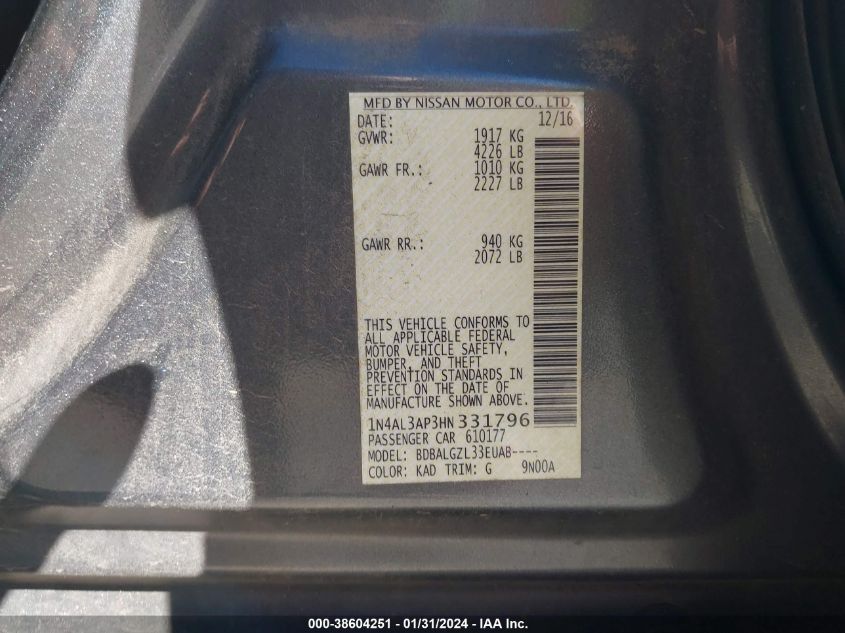 MFD BY NISSAN MOTOR CO., LTD.
DATE: 12/16
GVWR: 1917 KG
4226 LB
GAWR FR.: 1010 KG
2227 LB
GAWR RR.: 940 KG
2072 LB
THIS VEHICLE CONFORMS TO
ALL APPLICABLE FEDERAL
MOTOR VEHICLE SAFETY,
BUMPER, AND THEFT
PREVENTION STANDARDS IN
EFFECT ON THE DATE OF
MANUFACTURE SHOWN ABOVE.
1N4AL3AP3HN331796
PASSENGER CAR 610177
MODEL: BDBALGZL33EUAB----
COLOR: KAD TRIM: G 9N00A
000-38604251 - 01/31/2024 - IAA Inc.